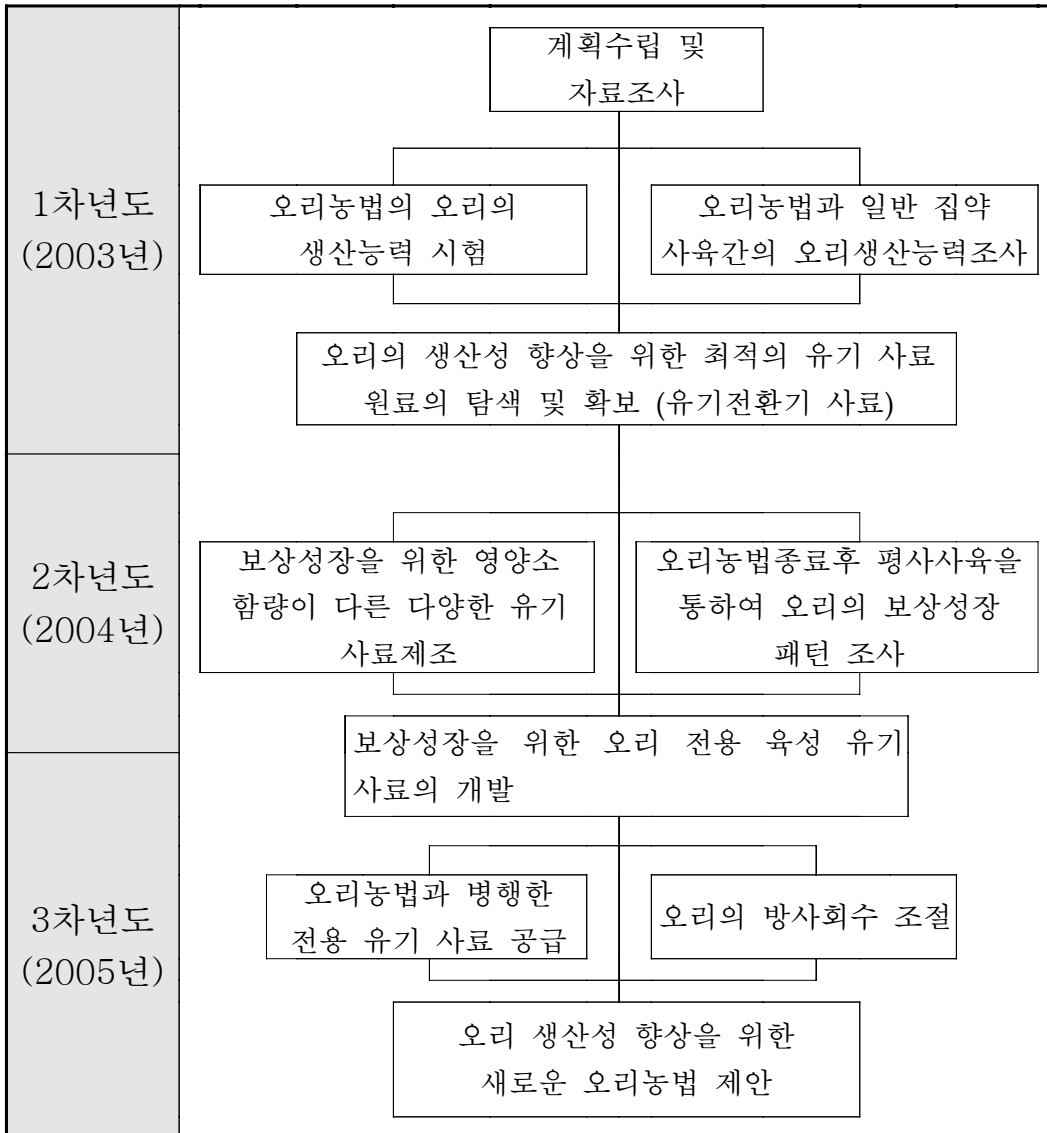 계획수립 및
자료조사
1차년도
(2003년)
오리농법의 오리의
생산능력 시험
오리농법과 일반 집약
사육간의 오리생산능력조사
오리의 생산성 향상을 위한 최적의 유기 사료
원료의 탐색 및 확보 (유기전환기 사료)
2차년도
(2004년)
보상성장을 위한 영양소
함량이 다른 다양한 유기
사료제조
오리농법종료후 평사사육을
통하여 오리의 보상성장
패턴 조사
보상성장을 위한 오리 전용 육성 유기
사료의 개발
3차년도
(2005년)
오리농법과 병행한
전용 유기 사료 공급
오리의 방사회수 조절
오리 생산성 향상을 위한
새로운 오리농법 제안